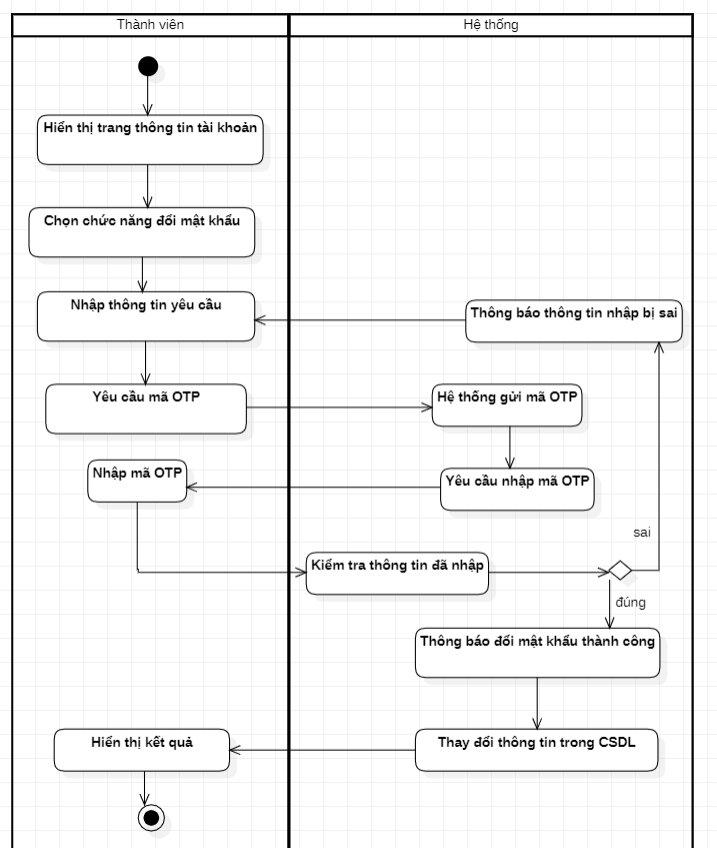 Thành viên
Hệ thống
Hiển thị trang thông tin tài khoản
Chọn chức năng đổi mật khẩu
Nhập thông tin yêu cầu
Thông báo thông tin nhập bị sai
Yêu cầu mã OTP
Hệ thống gửi mã OTP
Nhập mã OTP
Yêu cầu nhập mã OTP
sai
Kiểm tra thông tin đã nhập
đúng
Thông báo đổi mật khẩu thành công
Hiển thị kết quả
Thay đổi thông tin trong CSDL